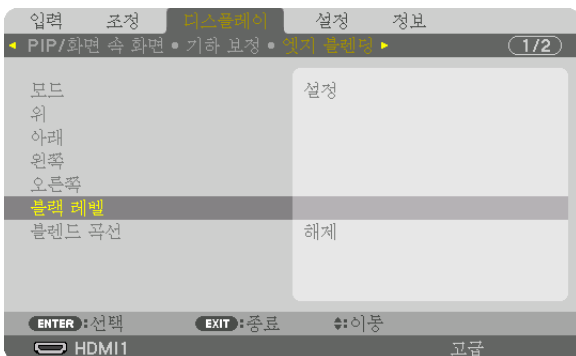 입력 조정 디스플레이 설정 정보
◀ PIP/화면 속 화면 ● 기하 보정 ● 엣지 블렌딩 ▶ 1/2
모드 설정
위
아래
왼쪽
오른쪽
블랙 레벨
블렌드 곡선 해제
ENTER :선택 EXIT :종료 ◆:이동
HDMI1 고급